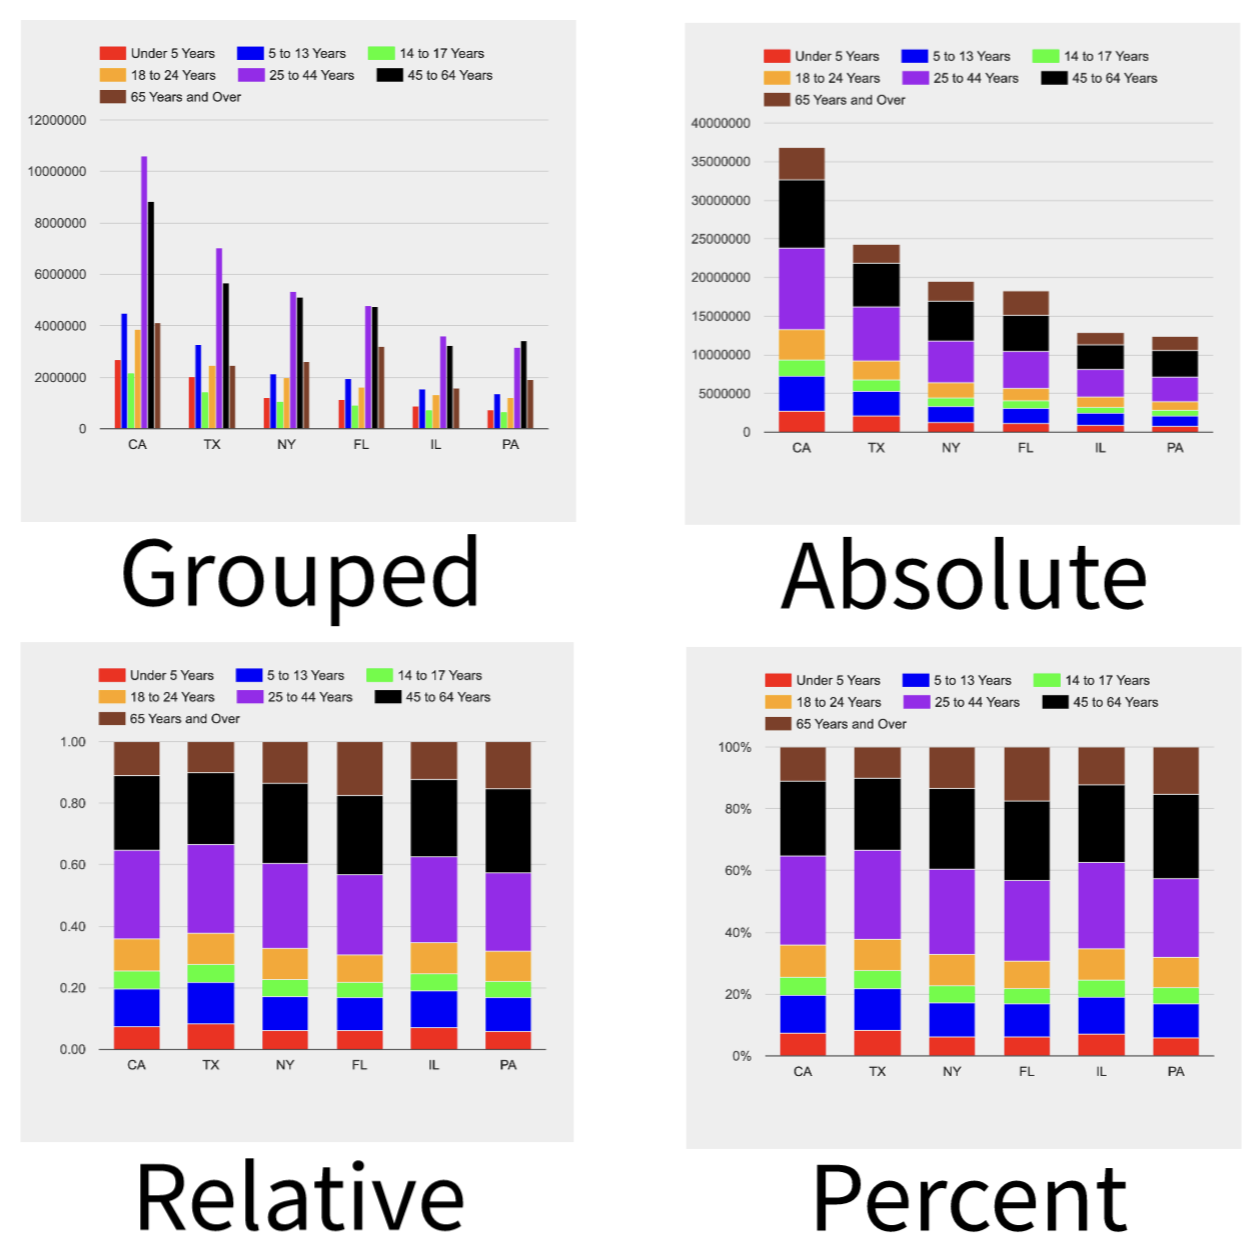 Under 5 Years 5 to 13 Years 14 to 17 Years
18 to 24 Years 25 to 44 Years 45 to 64 Years
65 Years and Over
12000000
10000000
8000000
6000000
4000000
2000000
0
CA TX NY FL IL PA
Grouped
Under 5 Years 5 to 13 Years 14 to 17 Years
18 to 24 Years 25 to 44 Years 45 to 64 Years
65 Years and Over
40000000
35000000
30000000
25000000
20000000
15000000
10000000
5000000
0
CA TX NY FL IL PA
Absolute
Under 5 Years 5 to 13 Years 14 to 17 Years
18 to 24 Years 25 to 44 Years 45 to 64 Years
65 Years and Over
1.00
0.80
0.60
0.40
0.20
0.00
CA TX NY FL IL PA
Relative
Under 5 Years 5 to 13 Years 14 to 17 Years
18 to 24 Years 25 to 44 Years 45 to 64 Years
65 Years and Over
100%
80%
60%
40%
20%
0%
CA TX NY FL IL PA
Percent